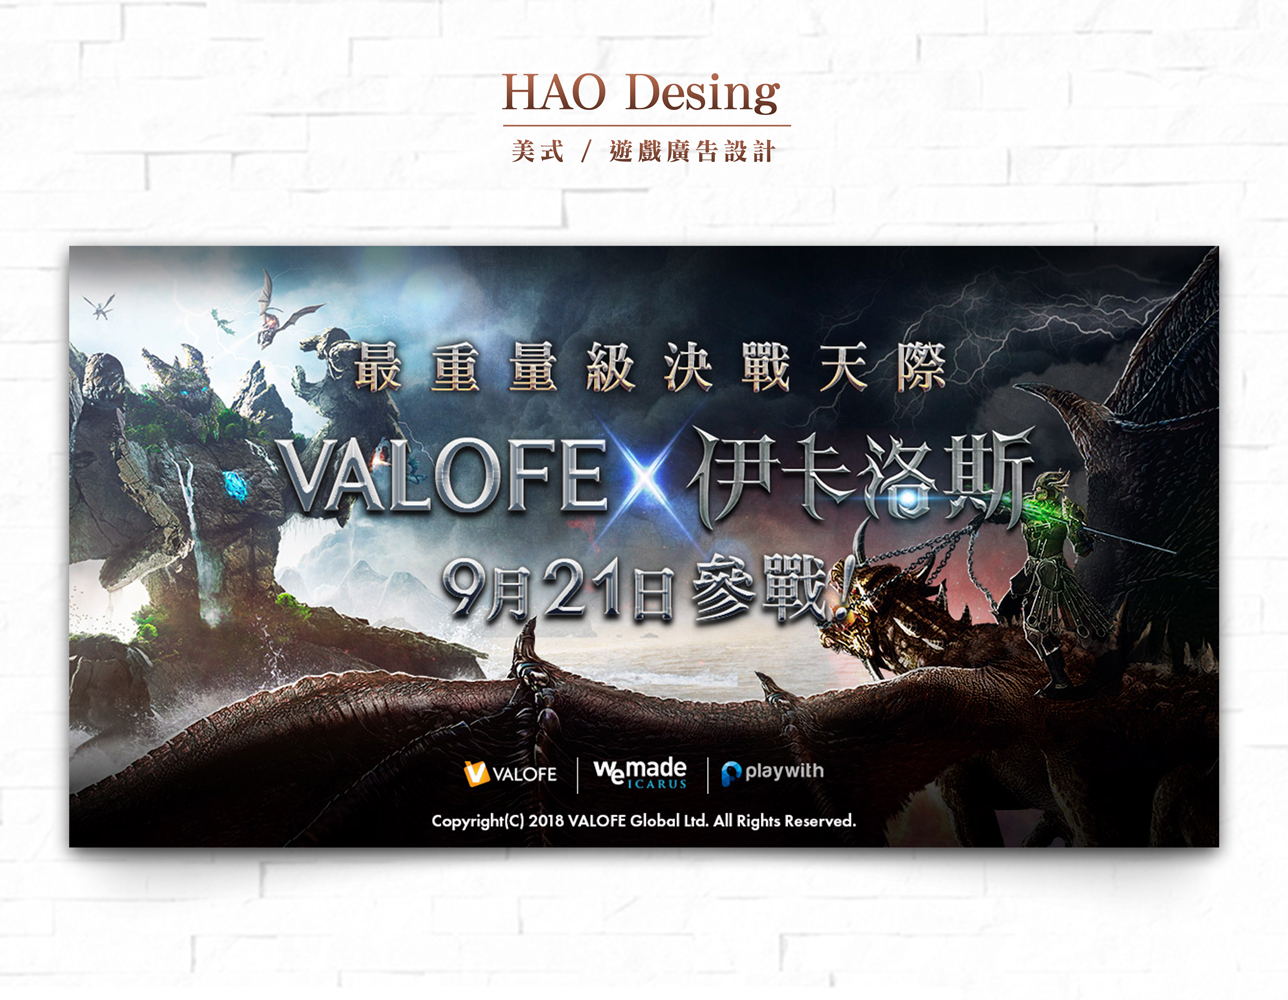 HAO Desing
美式 / 遊戲廣告設計
最重量級決戰天際
VALOFE X 伊卡洛斯
9月21日 參戰!
VALOFE
wemade ICARUS
playwith
Copyright(C) 2018 VALOFE Global Ltd. All Rights Reserved.